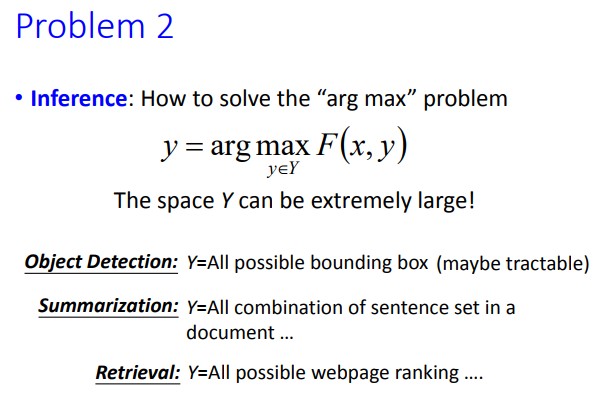 Problem 2
• Inference: How to solve the “arg max” problem
y = arg max F(x, y)
y∈Y
The space Y can be extremely large!
Object Detection: Y=All possible bounding box (maybe tractable)
Summarization: Y=All combination of sentence set in a
document ...
Retrieval: Y=All possible webpage ranking ....